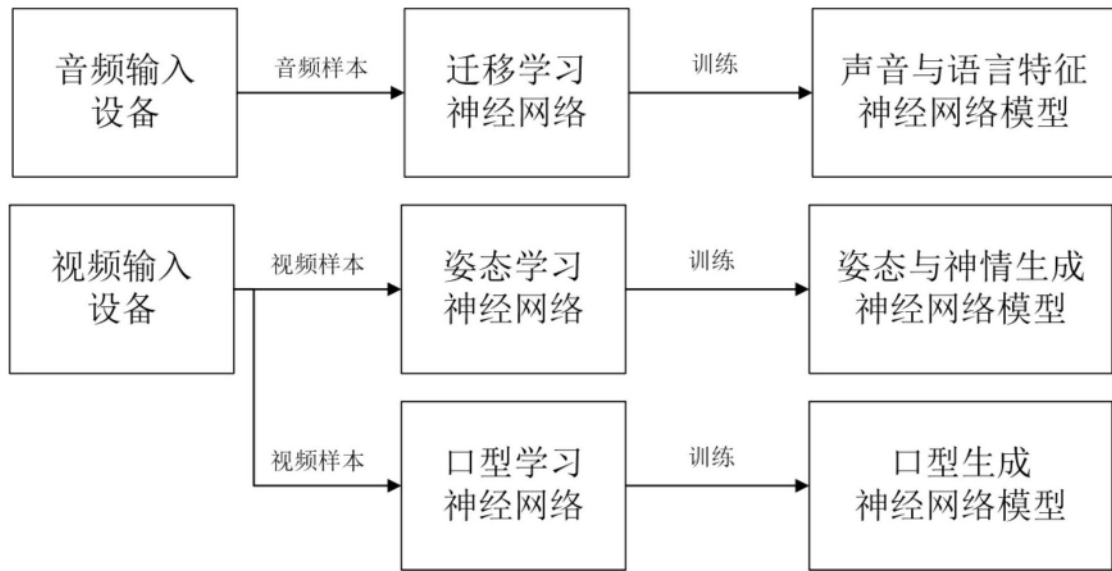 音频输入
设备
音频样本
迁移学习
神经网络
训练
声音与语言特征
神经网络模型
视频输入
设备
视频样本
姿态学习
神经网络
训练
姿态与神情生成
神经网络模型
视频样本
口型学习
神经网络
训练
口型生成
神经网络模型